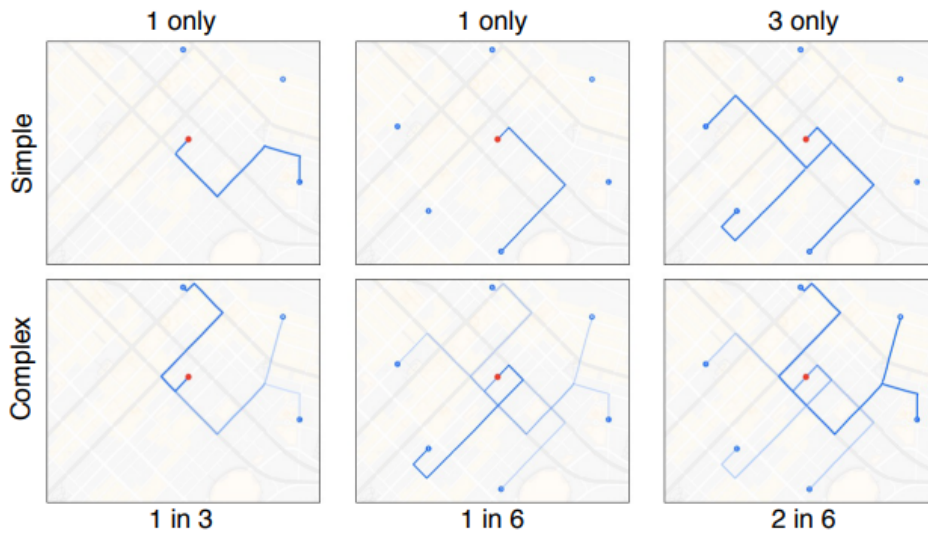 1 only
1 only
3 only
Simple
Complex
1 in 3
1 in 6
2 in 6